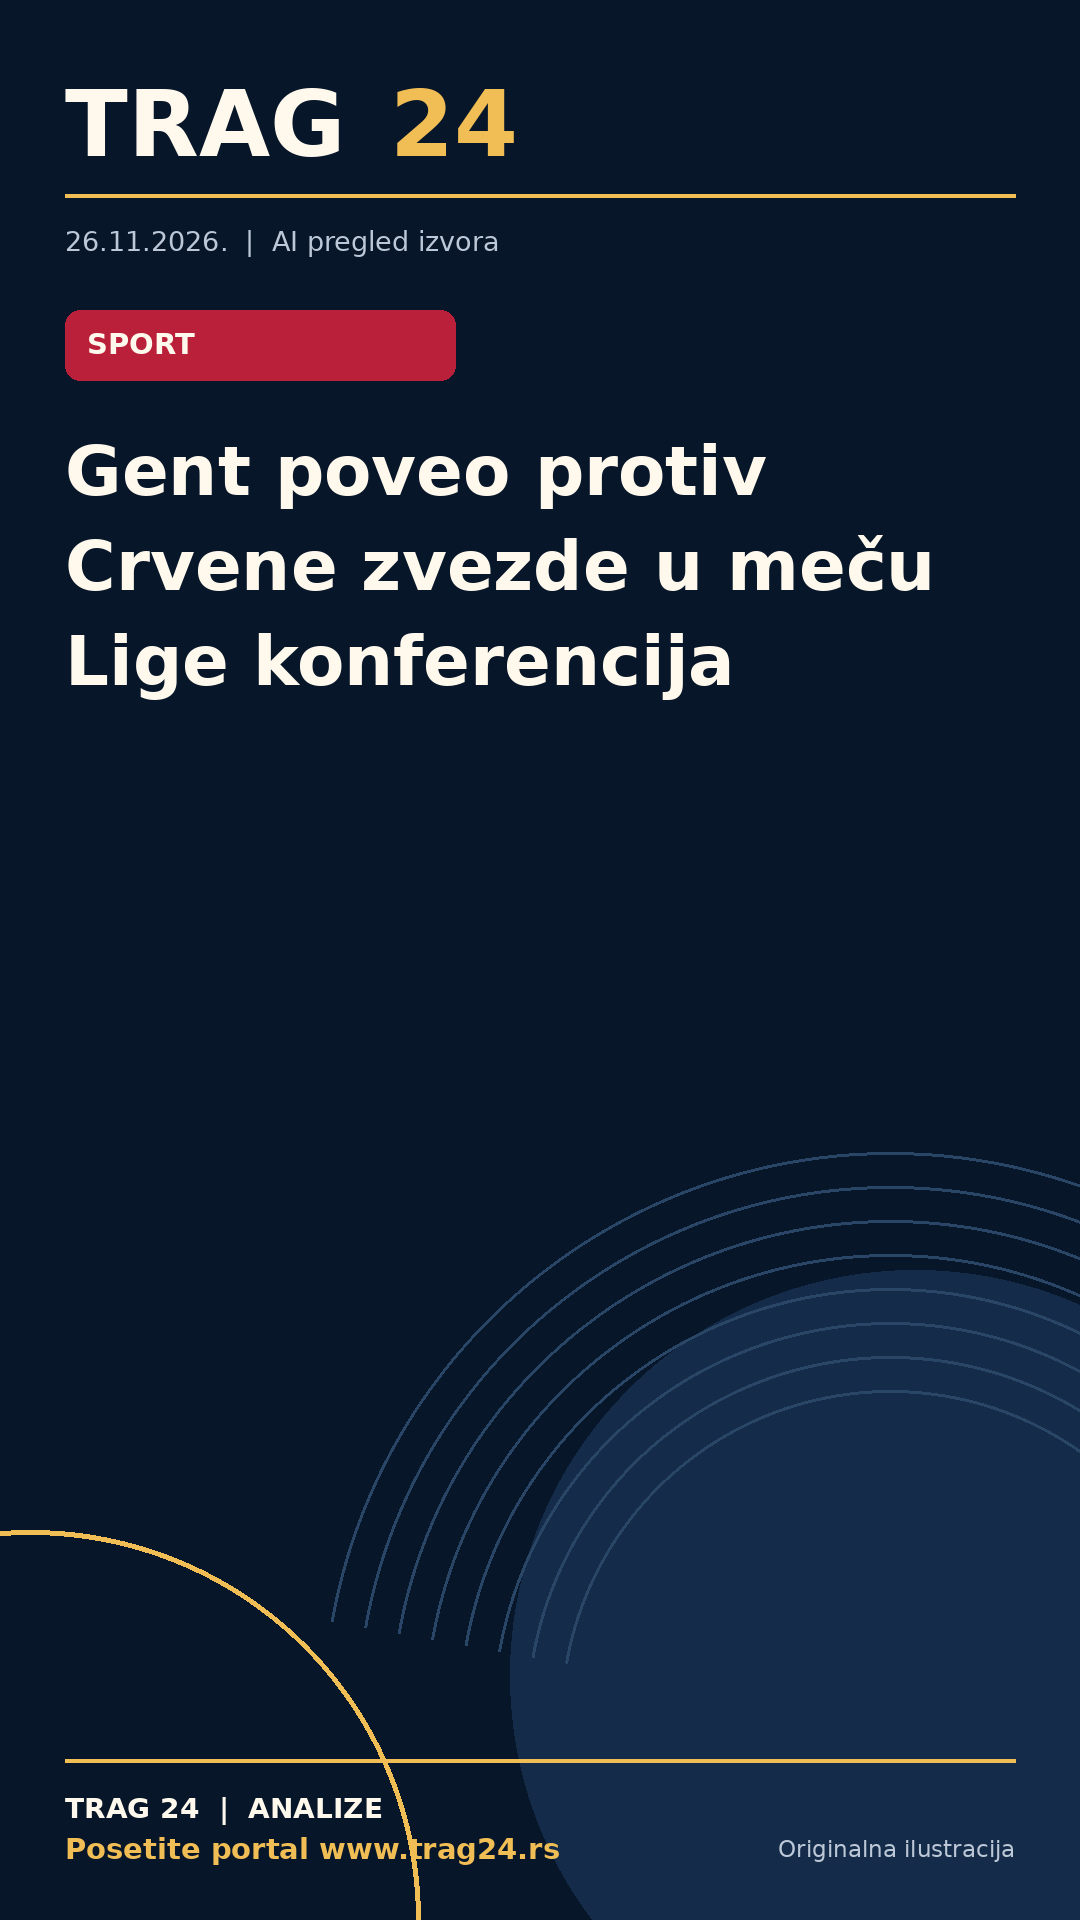 TRAG 24
26.11.2026. | AI pregled izvora
SPORT
Gent poveo protiv
Crvene zvezde u meču
Lige konferencija
TRAG 24 | ANALIZE
Posetite portal www.trag24.rs
Originalna ilustracija